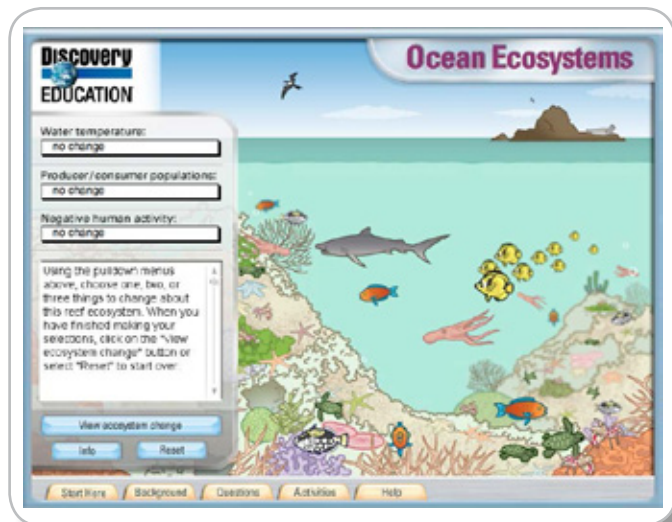 Discovery
EDUCATION
Ocean Ecosystems
Water temperature:
no change
Producer/consumer populations:
no change
Negative human activity:
no change
Using the pulldown menus
above, choose one, two, or
three things to change about
this reef ecosystem. When you
have finished making your
selections, click on the "view
ecosystem change" button or
select "Reset" to start over.
View ecosystem change
Info
Reset
Start Here
Background
Questions
Activities
Help